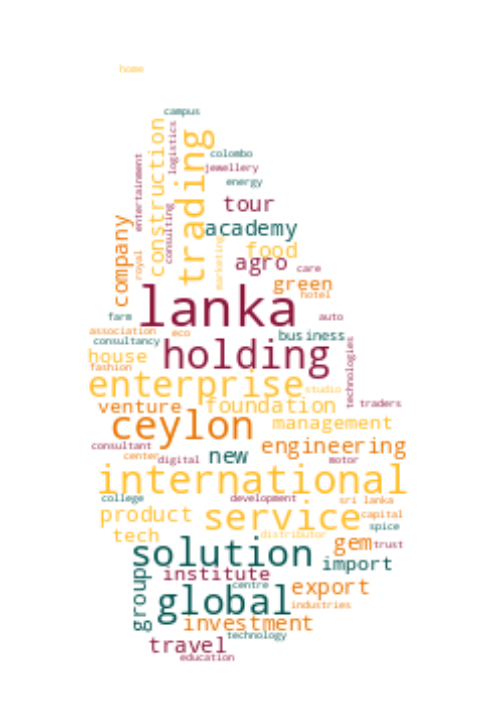 home
campus
construction
logistics
trading
colombo
jewellery
energy
entertainment
consulting
tour
academy
company
royal
marketing
food
agro
care
green
hotel
lanka
farm
auto
association
eco
business
consultancy
holding
house
technologies
fashion
enterprise
studio
venture
foundation
traders
ceylon
management
consultant
engineering
center
digital
new
motor
international
college
development
sri lanka
product
service
capital
spice
tech
distributor
solution
gem
trust
import
group
institute
centre
export
global
industries
investment
technology
travel
education